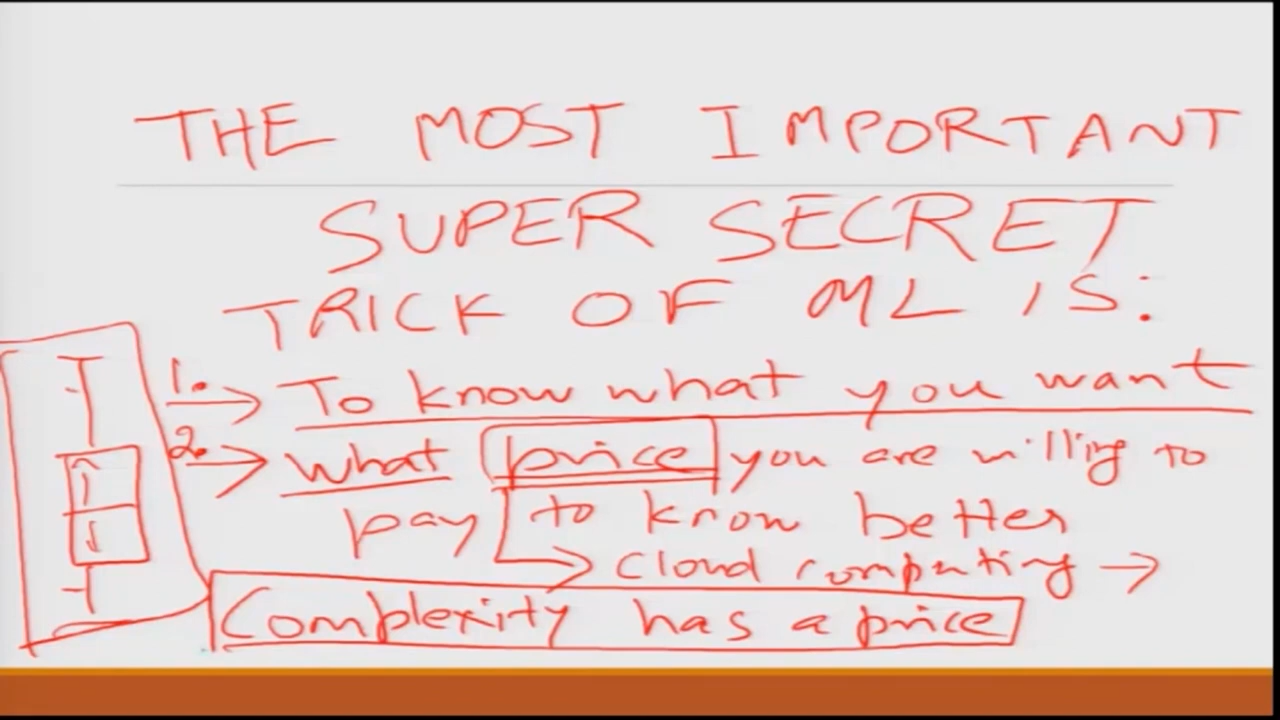 THE MOST IMPORTANT
SUPER SECRET
TRICK OF ML IS:
1. → To know what you want
2. → what price you are willing to
pay to know better
→ cloud computing →
Complexity has a price